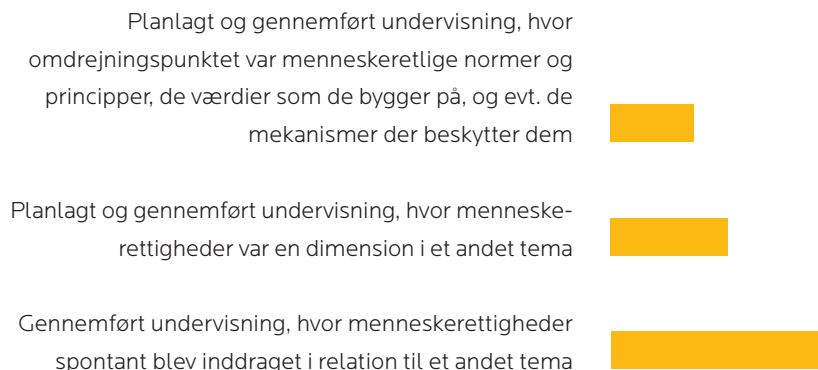 Planlagt og gennemført undervisning, hvor
omdrejningspunktet var menneskeretlige normer og
principper, de værdier som de bygger på, og evt. de
mekanismer der beskytter dem
Planlagt og gennemført undervisning, hvor menneske-
rettigheder var en dimension i et andet tema
Gennemført undervisning, hvor menneskerettigheder
spontant blev inddraget i relation til et andet tema